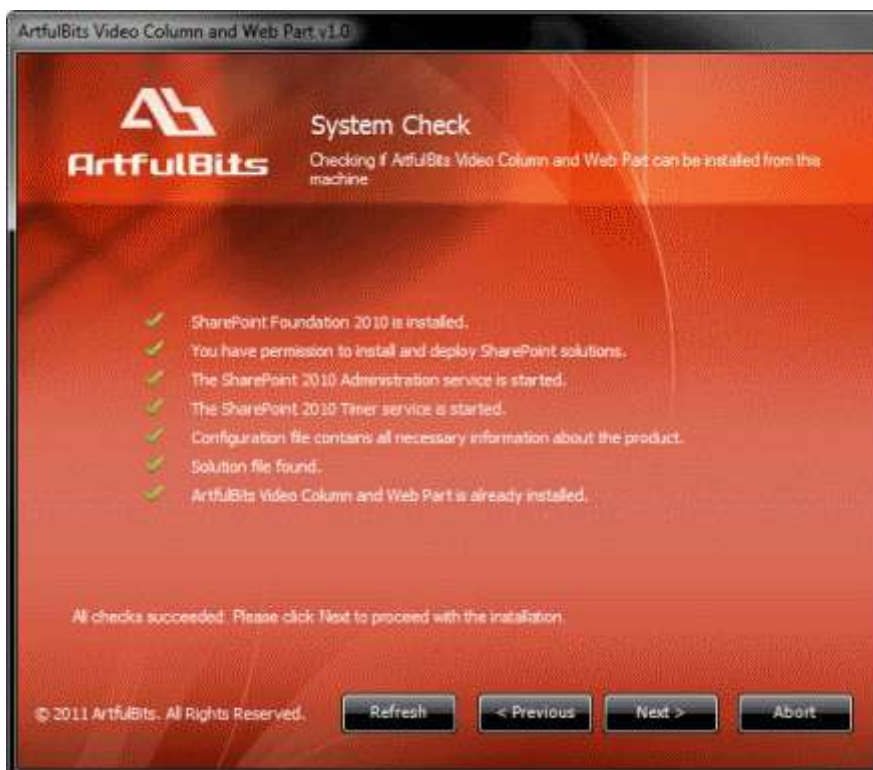 ArtfulBits Video Column and Web Part v1.0
ArtfulBits
System Check
Checking if ArtfulBits Video Column and Web Part can be installed from this
machine
SharePoint Foundation 2010 is installed.
You have permission to install and deploy SharePoint solutions.
The SharePoint 2010 Administration service is started.
The SharePoint 2010 Timer service is started.
Configuration file contains all necessary information about the product.
Solution file found.
ArtfulBits Video Column and Web Part is already installed.
All checks succeeded. Please click Next to proceed with the installation.
© 2011 ArtfulBits. All Rights Reserved.
Refresh
< Previous
Next >
Abort